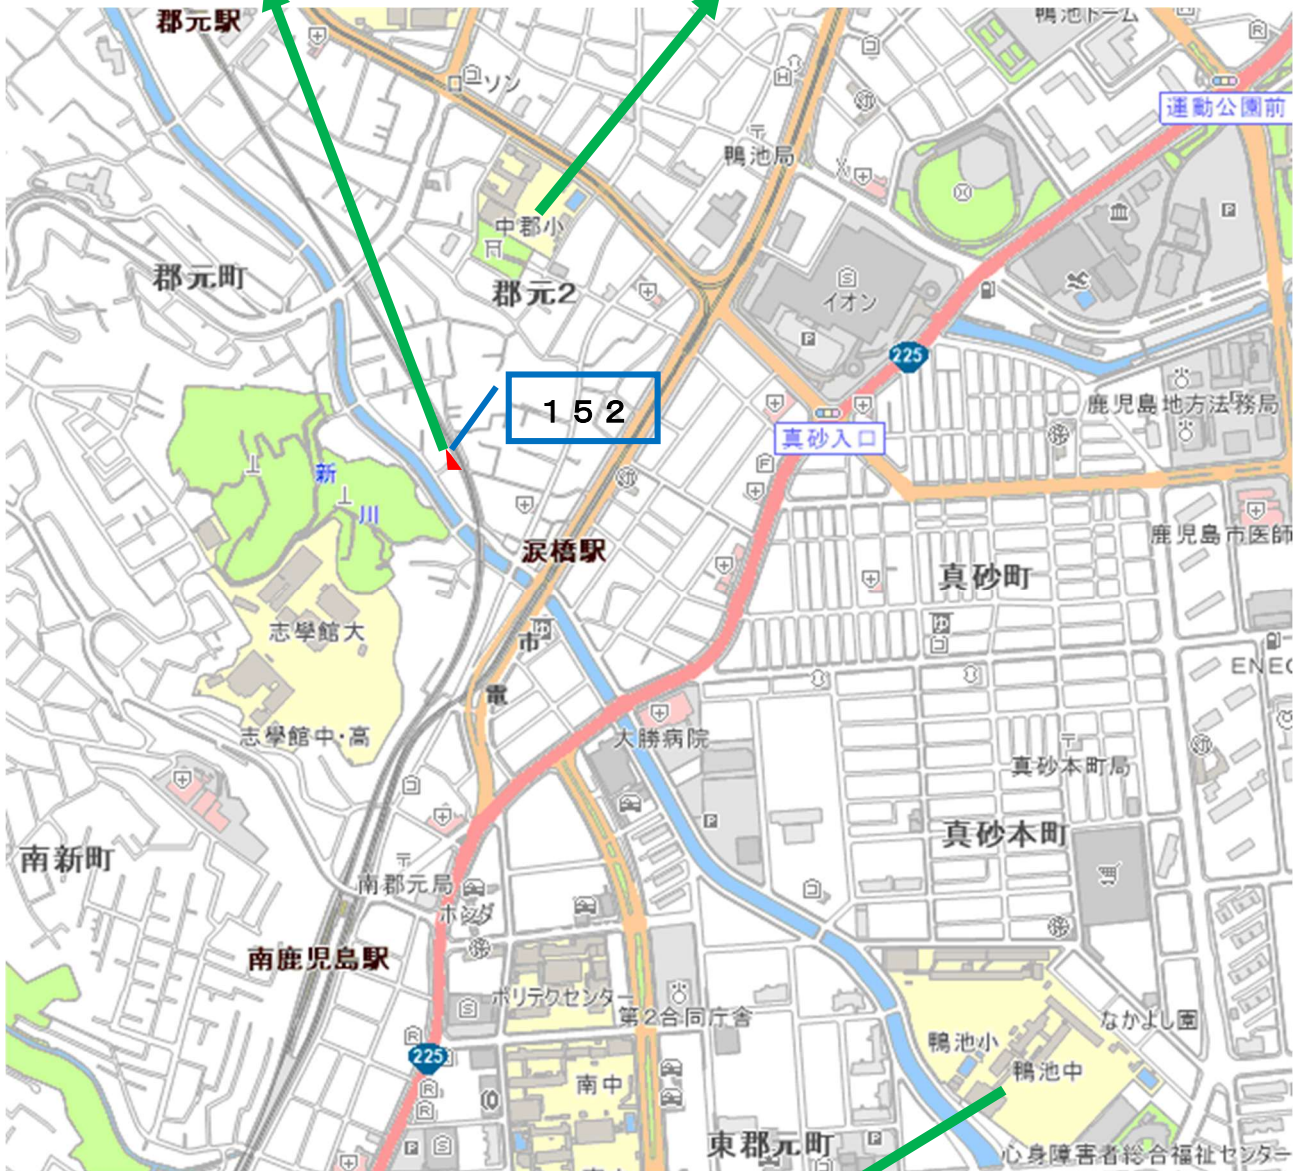 郡元駅
鴨池ドーム
ローソン
運動公園前
鴨池局
中郡小
郡元町
郡元2
イオン
225
152
鹿児島地方法務局
真砂入口
新
川
鹿児島市医師
涙橋駅
真砂町
志學館大
市
ENEO
電
志學館中・高
大勝病院
真砂本町局
真砂本町
南新町
南郡元局
ホンダ
南鹿児島駅
ポリテクセンター
第2合同庁舎
なかよし園
鴨池小
225
鴨池中
南中
東郡元町
心身障害者総合福祉センター